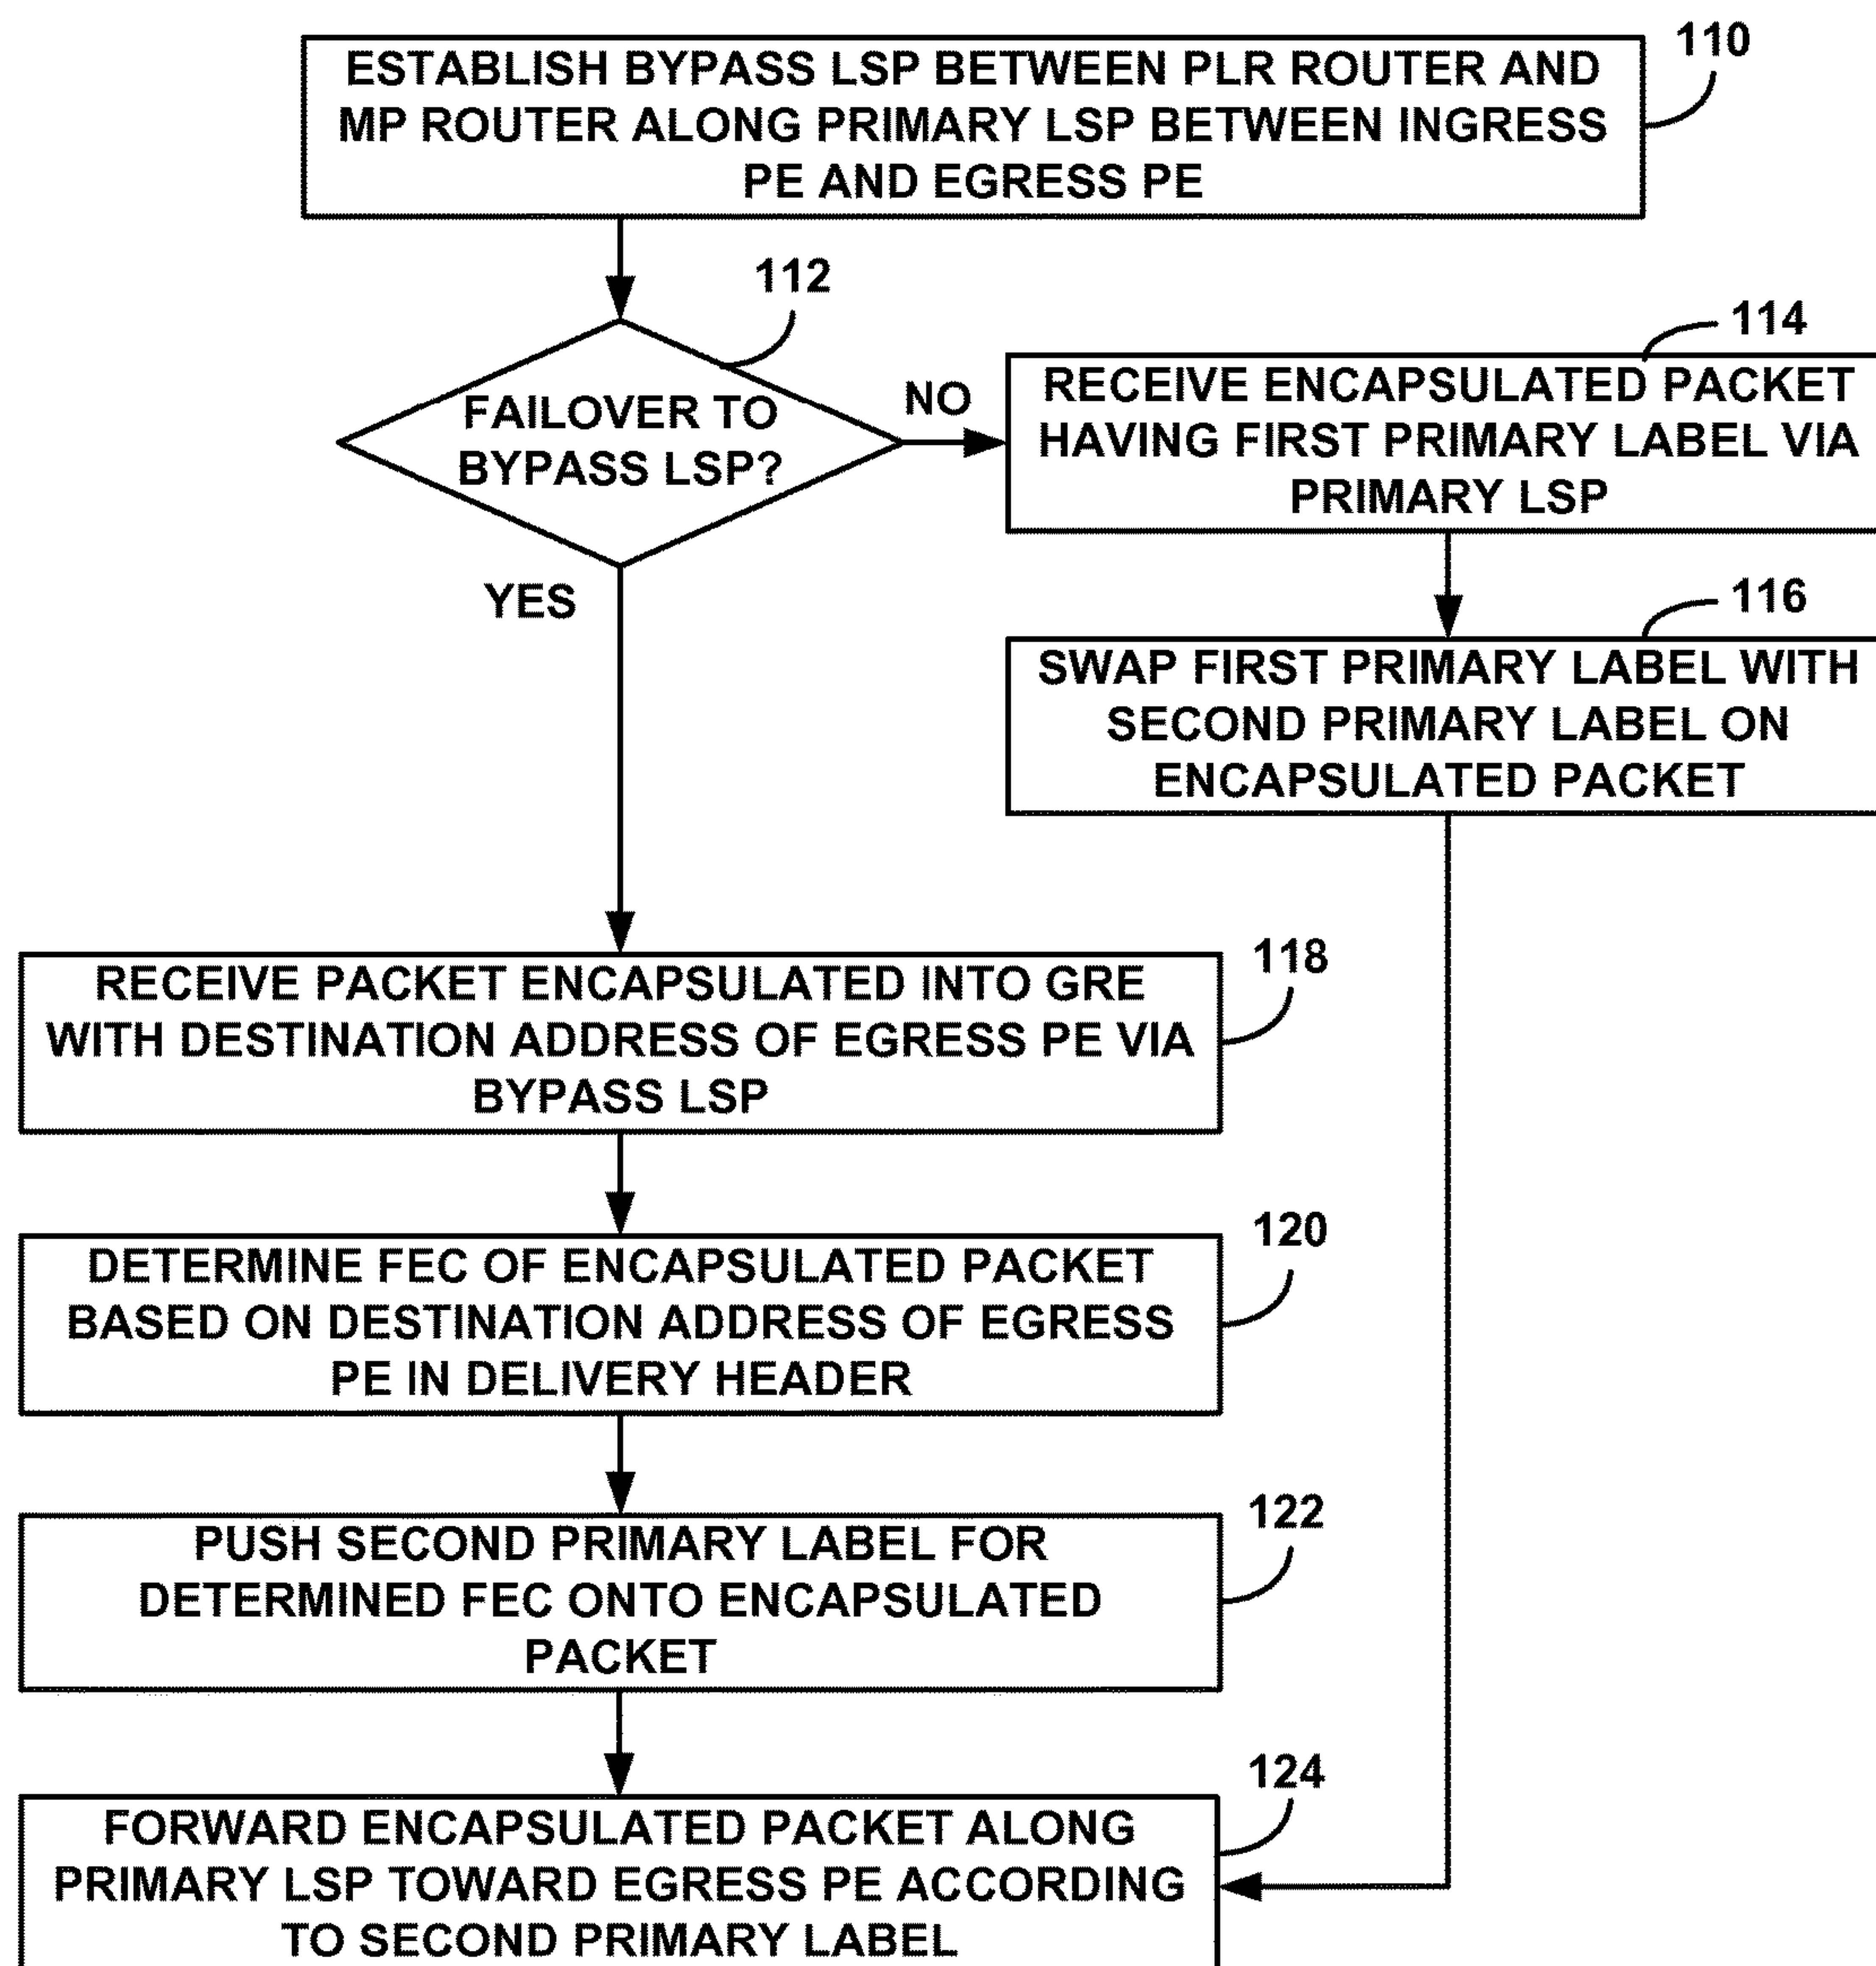 110
ESTABLISH BYPASS LSP BETWEEN PLR ROUTER AND
MP ROUTER ALONG PRIMARY LSP BETWEEN INGRESS
PE AND EGRESS PE
112
FAILOVER TO
BYPASS LSP?
NO
YES
114
RECEIVE ENCAPSULATED PACKET
HAVING FIRST PRIMARY LABEL VIA
PRIMARY LSP
116
SWAP FIRST PRIMARY LABEL WITH
SECOND PRIMARY LABEL ON
ENCAPSULATED PACKET
118
RECEIVE PACKET ENCAPSULATED INTO GRE
WITH DESTINATION ADDRESS OF EGRESS PE VIA
BYPASS LSP
120
DETERMINE FEC OF ENCAPSULATED PACKET
BASED ON DESTINATION ADDRESS OF EGRESS
PE IN DELIVERY HEADER
122
PUSH SECOND PRIMARY LABEL FOR
DETERMINED FEC ONTO ENCAPSULATED
PACKET
124
FORWARD ENCAPSULATED PACKET ALONG
PRIMARY LSP TOWARD EGRESS PE ACCORDING
TO SECOND PRIMARY LABEL